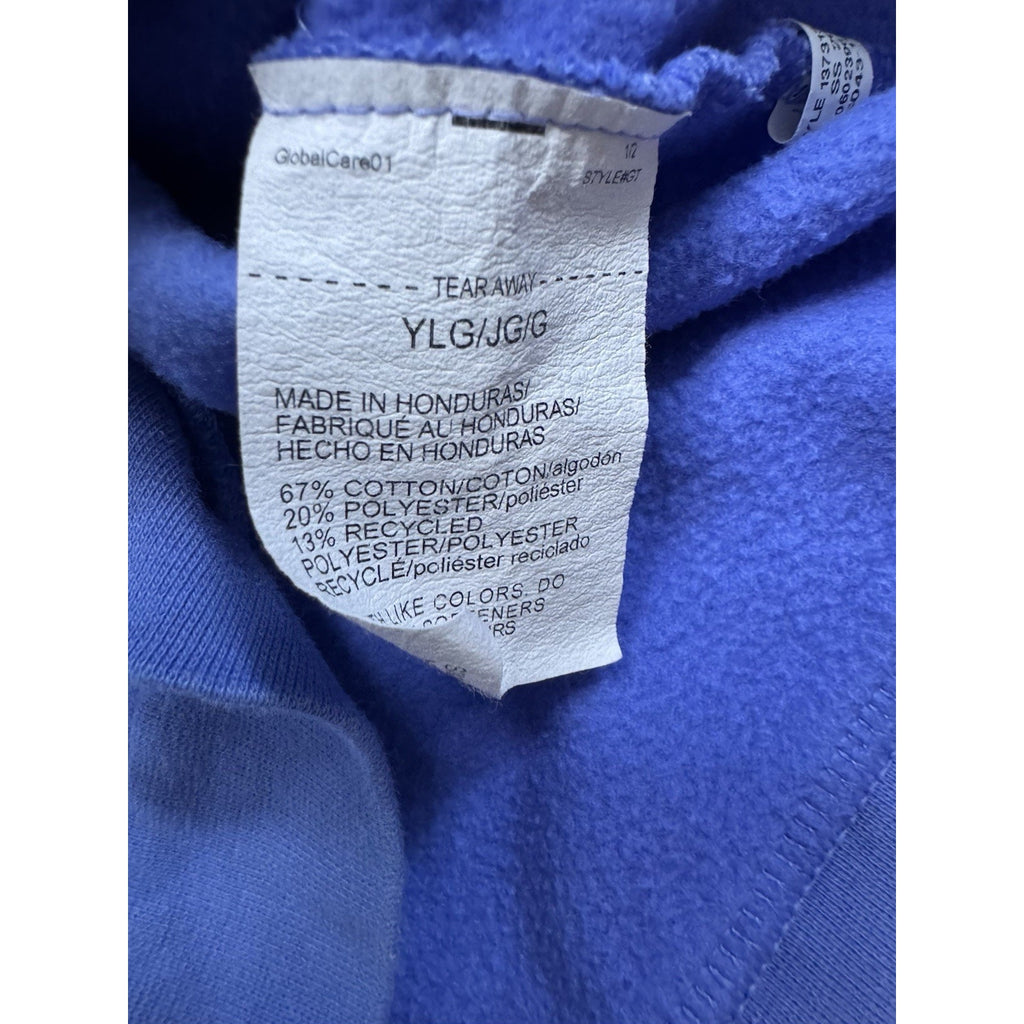 GlobalCare01
1/2
STYLE#GT
TEAR AWAY
YLG/JG/G
MADE IN HONDURAS/
FABRIQUÉ AU HONDURAS/
HECHO EN HONDURAS
67% COTTON/COTON/algodón
20% POLYESTER/poliéster
13% RECYCLED
POLYESTER/POLYESTER
RECYCLÉ/poliéster reciclado
LIKE COLORS. DO